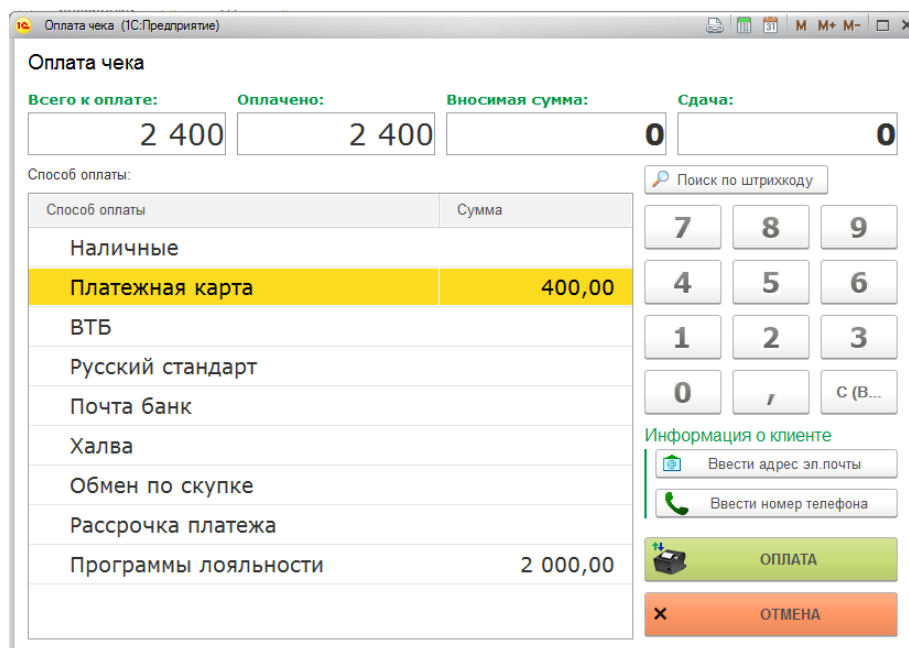 1С Оплата чека (1С:Предприятие) 31 M M+ M-
Оплата чека
Всего к оплате: Оплачено: Вносимая сумма: Сдача:
2 400 2 400 0 0
Способ оплаты:
Поиск по штрихкоду
Способ оплаты Сумма
Наличные
Платежная карта 400,00
ВТБ
Русский стандарт
Почта банк
Халва
Обмен по скупке
Рассрочка платежа
Программы лояльности 2 000,00
7 8 9
4 5 6
1 2 3
0 , C (В...
Информация о клиенте
@ Ввести адрес эл.почты
Ввести номер телефона
ОПЛАТА
× ОТМЕНА